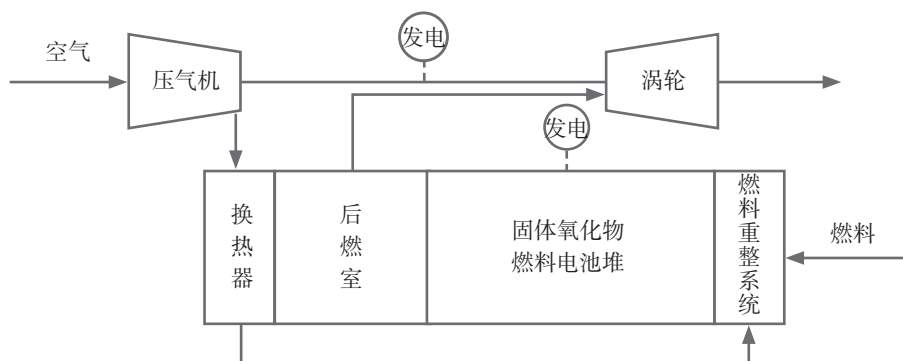 发电
空气
压气机
涡轮
发电
换热器
后燃室
固体氧化物
燃料电池堆
燃料重整系统
燃料